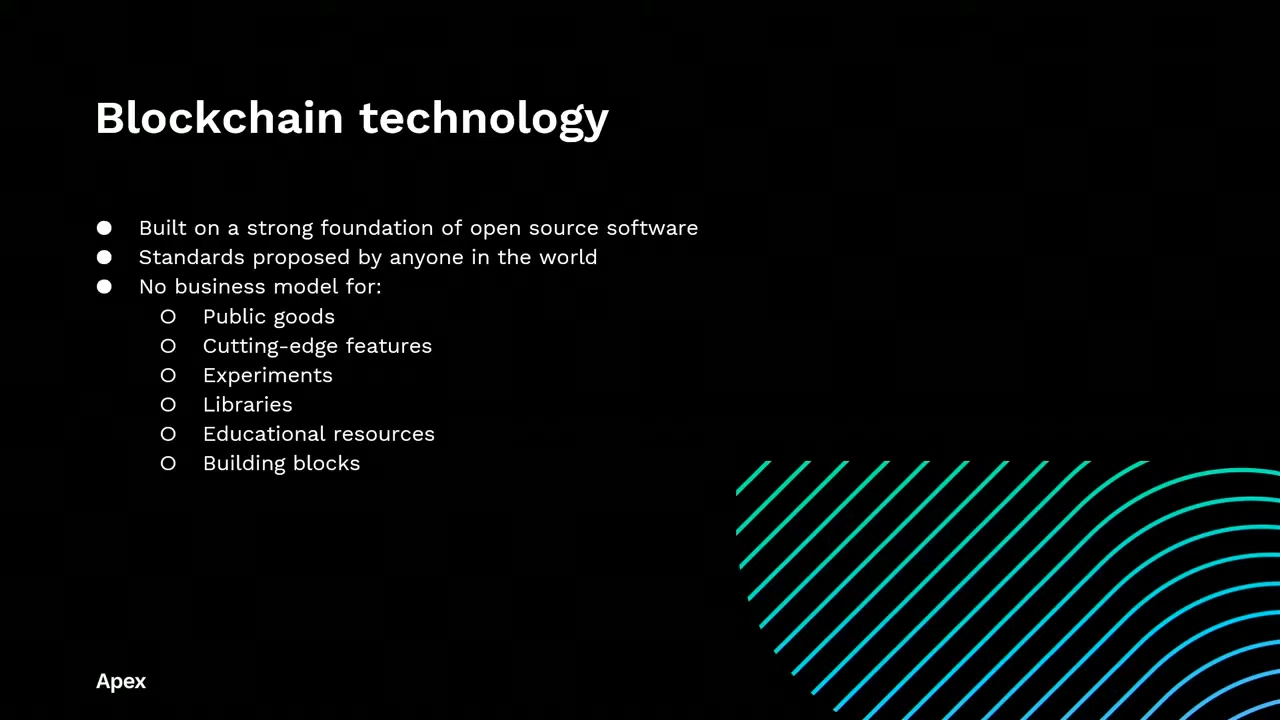 Blockchain technology
● Built on a strong foundation of open source software
● Standards proposed by anyone in the world
● No business model for:
○ Public goods
○ Cutting-edge features
○ Experiments
○ Libraries
○ Educational resources
○ Building blocks
Apex